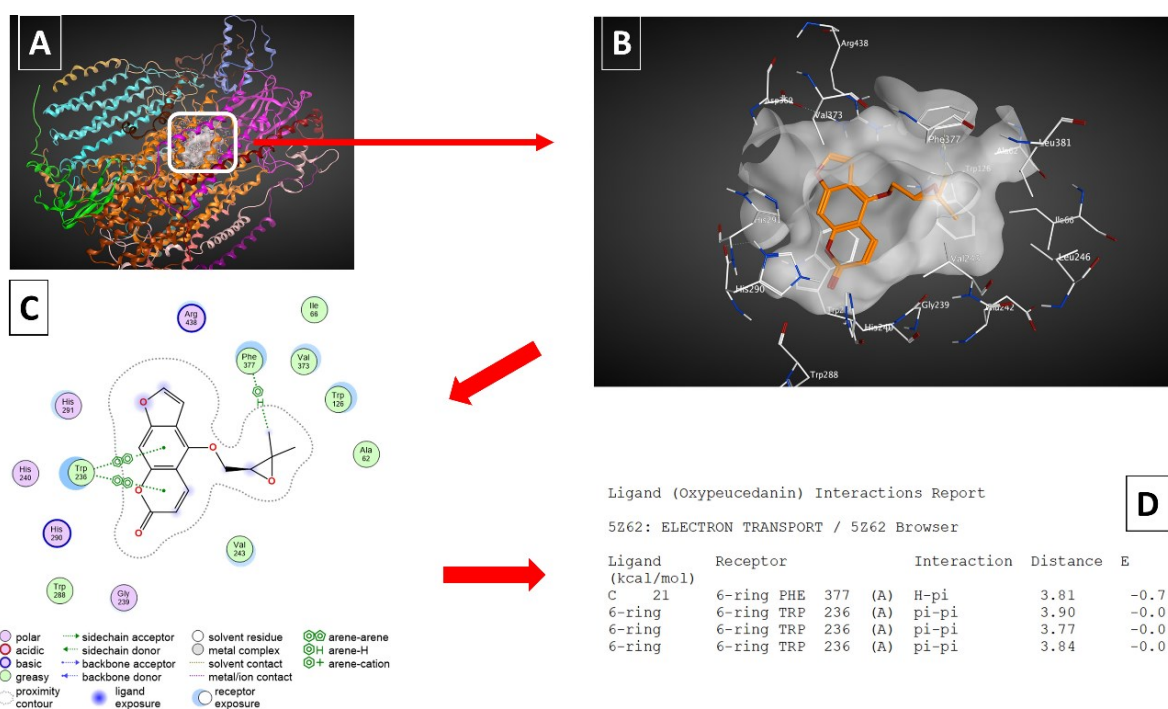 A
B
Arg438
Asp369
Val373
Phe377
Leu381
Trp126
Ile66
Leu246
His290
Gly239
Trp288
C
Arg
438
Ile
66
Phe
377
Val
373
H
Trp
126
His
291
Ala
62
His
240
Trp
236
O
O
O
O
O
His
290
Val
243
Trp
288
Gly
239
polar
acidic
basic
greasy
proximity
contour
sidechain acceptor
sidechain donor
backbone acceptor
backbone donor
ligand
exposure
solvent residue
metal complex
solvent contact
metal/ion contact
receptor
exposure
arene-arene
H arene-H
+ arene-cation
D
Ligand (Oxypeucedanin) Interactions Report
5Z62: ELECTRON TRANSPORT / 5Z62 Browser
Ligand Receptor Interaction Distance E
(kcal/mol)
C 21 6-ring PHE 377 (A) H-pi 3.81 -0.7
6-ring 6-ring TRP 236 (A) pi-pi 3.90 -0.0
6-ring 6-ring TRP 236 (A) pi-pi 3.77 -0.0
6-ring 6-ring TRP 236 (A) pi-pi 3.84 -0.0